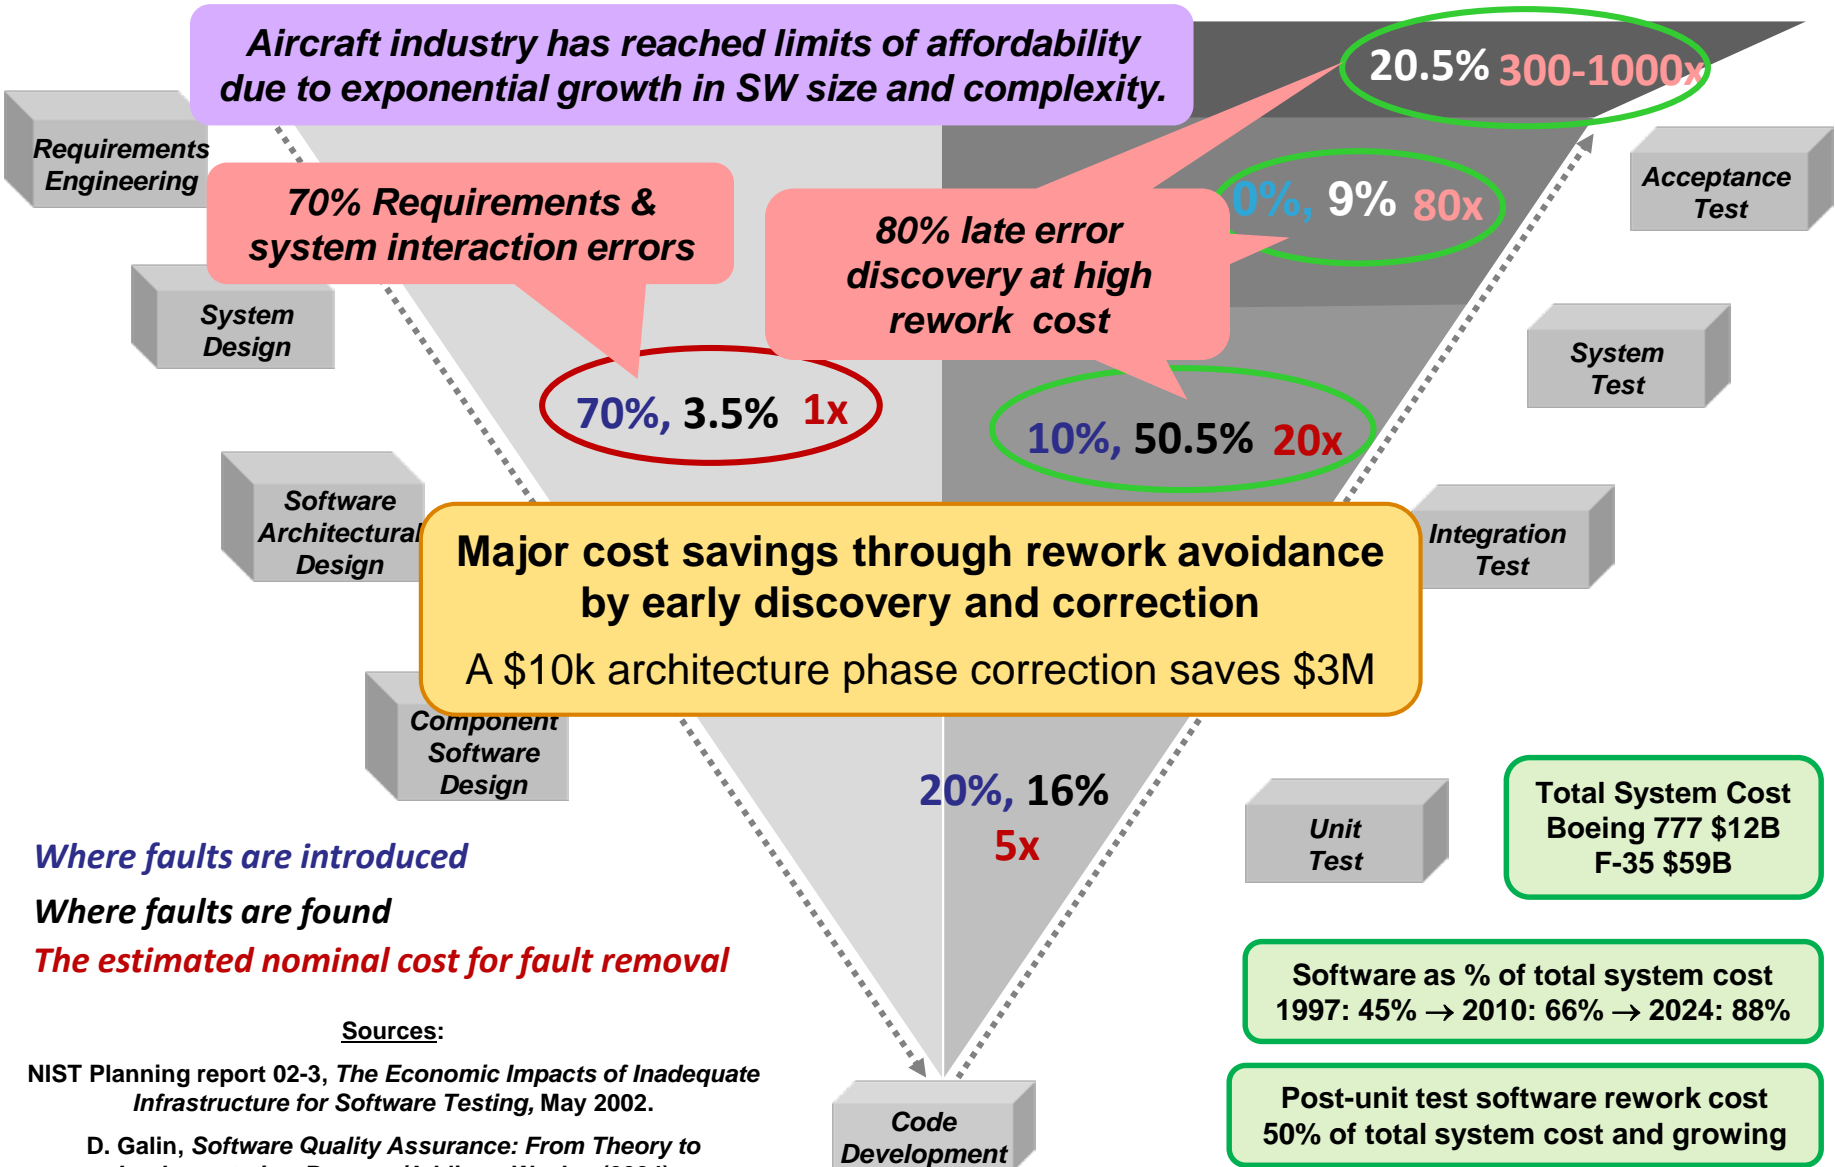 Aircraft industry has reached limits of affordability
due to exponential growth in SW size and complexity.
20.5% 300-1000x
Requirements
Engineering
70% Requirements &
system interaction errors
80% late error
discovery at high
rework cost
0%, 9% 80x
Acceptance
Test
System
Design
System
Test
70%, 3.5% 1x
10%, 50.5% 20x
Software
Architectural
Design
Major cost savings through rework avoidance
by early discovery and correction
A $10k architecture phase correction saves $3M
Integration
Test
Component
Software
Design
20%, 16%
5x
Unit
Test
Total System Cost
Boeing 777 $12B
F-35 $59B
Where faults are introduced
Where faults are found
The estimated nominal cost for fault removal
Software as % of total system cost
1997: 45% → 2010: 66% → 2024: 88%
Sources:
NIST Planning report 02-3, The Economic Impacts of Inadequate
Infrastructure for Software Testing, May 2002.
D. Galin, Software Quality Assurance: From Theory to
Code
Development
Post-unit test software rework cost
50% of total system cost and growing